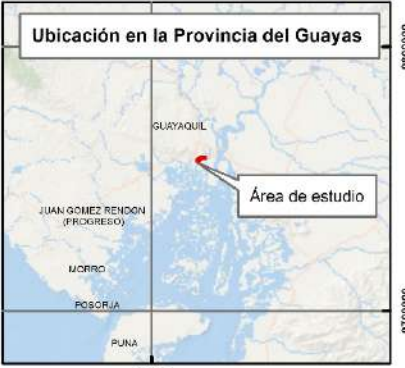 Ubicación en la Provincia del Guayas
GUAYAQUIL
Área de estudio
JUAN GOMEZ RENDON
(PROGRESO)
MORRO
POSORJA
PUNA